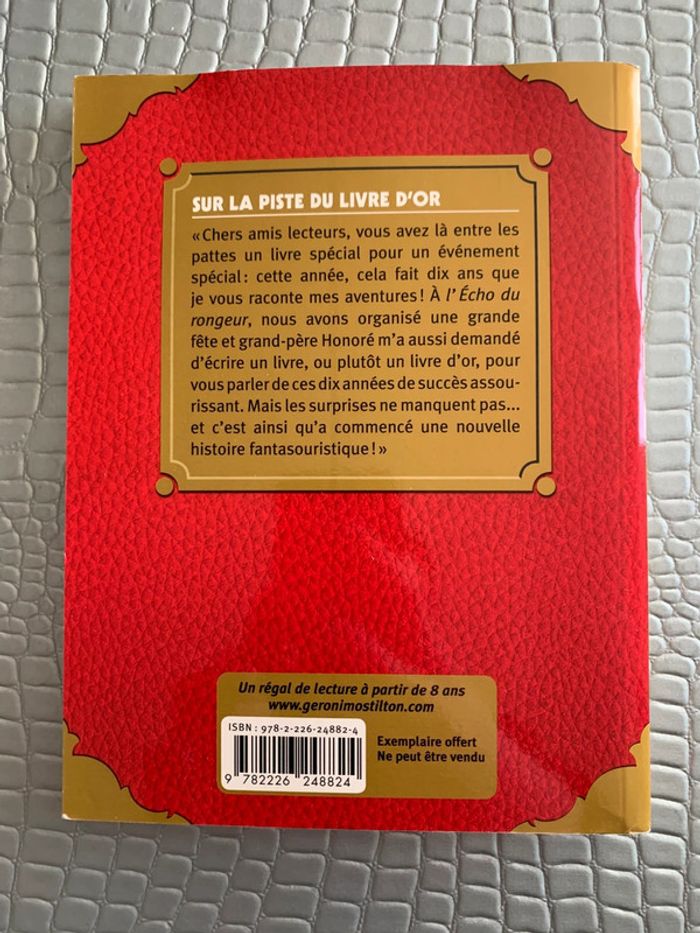 SUR LA PISTE DU LIVRE D'OR
« Chers amis lecteurs, vous avez là entre les
pattes un livre spécial pour un événement
spécial : cette année, cela fait dix ans que
je vous raconte mes aventures ! À l'Écho du
rongeur, nous avons organisé une grande
fête et grand-père Honoré m'a aussi demandé
d'écrire un livre, ou plutôt un livre d'or, pour
vous parler de ces dix années de succès assou-
rissant. Mais les surprises ne manquent pas...
et c'est ainsi qu'a commencé une nouvelle
histoire fantasouristique ! »
Un régal de lecture à partir de 8 ans
www.geronimostilton.com
ISBN : 978-2-226-24882-4
Exemplaire offert
Ne peut être vendu
9 782226 248824